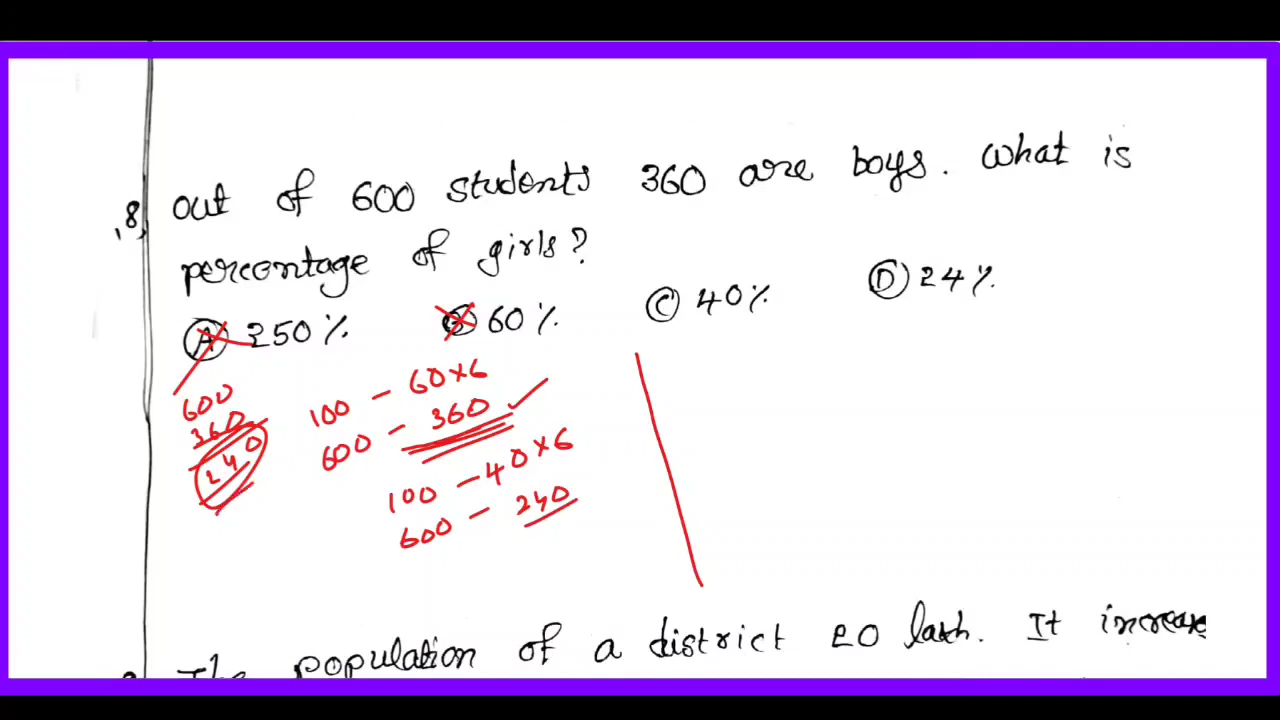 8, out of 600 students 360 are boys. What is
percentage of girls?
Ⓐ 250% Ⓑ 60% Ⓒ 40% Ⓓ 24%
600
360
240
100 - 60×6
600 - 360
100 - 40×6
600 - 240
The population of a district 20 lakh. It increase